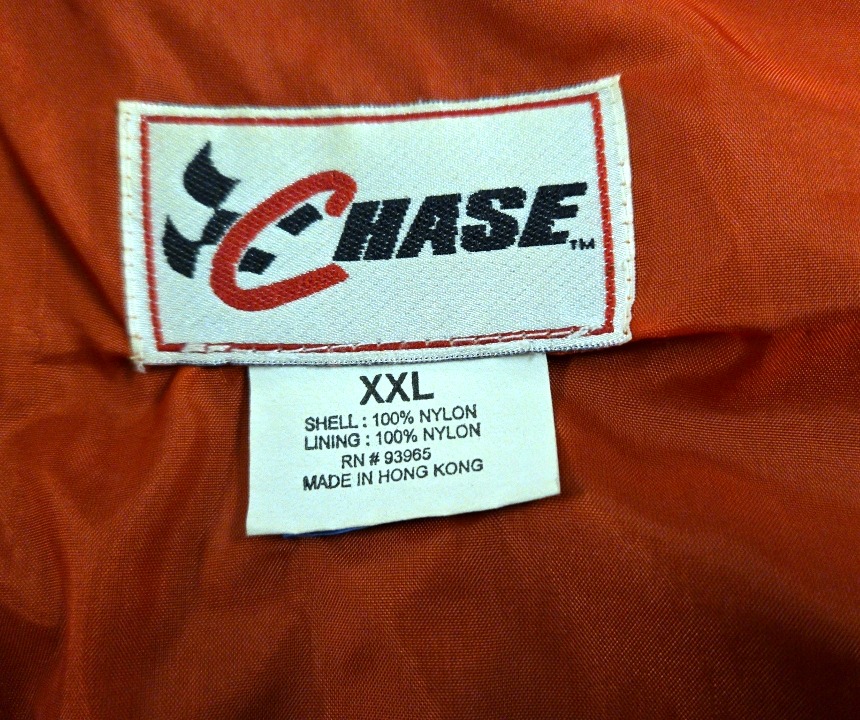 CHASE™
XXL
SHELL : 100% NYLON
LINING : 100% NYLON
RN # 93965
MADE IN HONG KONG